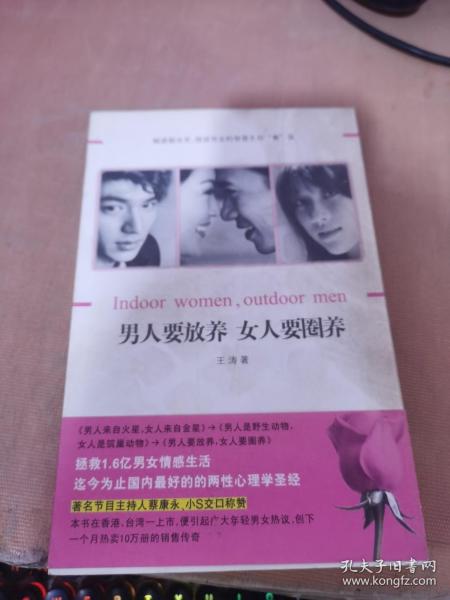 Indoor women, outdoor men
男人要放养 女人要圈养
王涛 著
《男人来自火星,女人来自金星》→《男人是野生动物,
女人是筑巢动物》→《男人要放养,女人要圈养》
拯救1.6亿男女情感生活
迄今为止国内最好的的两性心理学圣经
著名节目主持人蔡康永、小S交口称赞
本书在香港、台湾一上市,便引起广大年轻男女热议,创下
一个月热卖10万册的销售传奇
孔夫子旧书网
www.kongfz.com